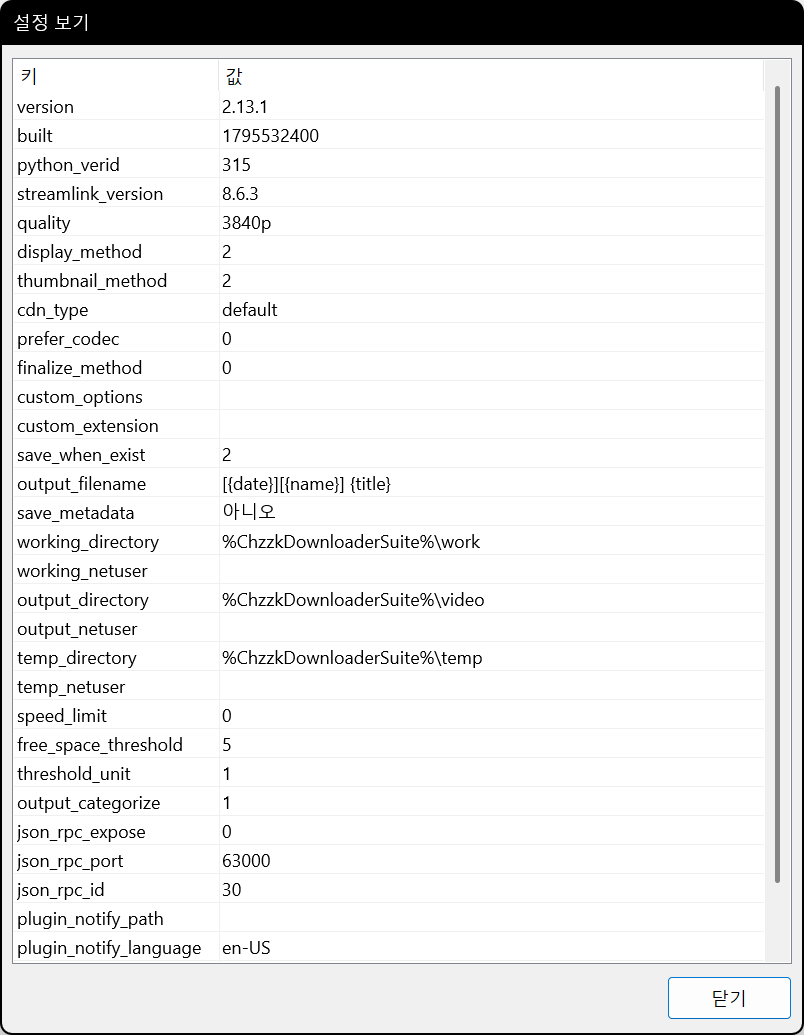 설정 보기
키 값
version 2.13.1
built 1795532400
python_verid 315
streamlink_version 8.6.3
quality 3840p
display_method 2
thumbnail_method 2
cdn_type default
prefer_codec 0
finalize_method 0
custom_options
custom_extension
save_when_exist 2
output_filename [{date}][{name}] {title}
save_metadata 아니오
working_directory %ChzzkDownloaderSuite%\work
working_netuser
output_directory %ChzzkDownloaderSuite%\video
output_netuser
temp_directory %ChzzkDownloaderSuite%\temp
temp_netuser
speed_limit 0
free_space_threshold 5
threshold_unit 1
output_categorize 1
json_rpc_expose 0
json_rpc_port 63000
json_rpc_id 30
plugin_notify_path
plugin_notify_language en-US
닫기